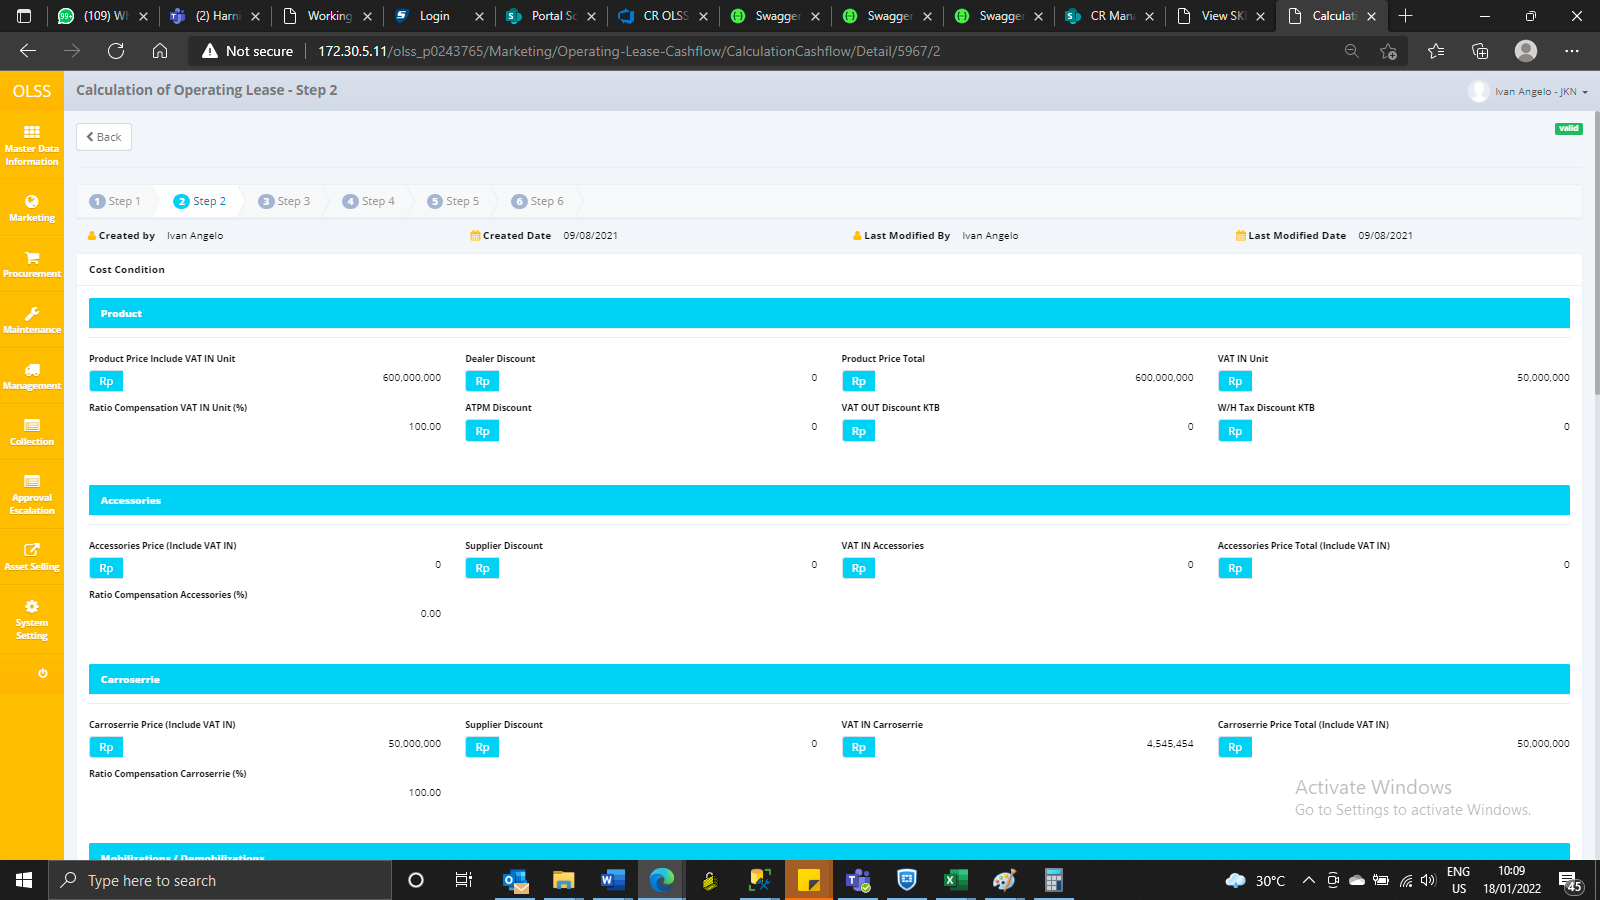 (109) Wh
(2) Harni
Working
Login
Portal Sc
CR OLSS
Swagger
Swagger
Swagger
CR Mana
View SKI
Calculati
Not secure
172.30.5.11/olss_p0243765/Marketing/Operating-Lease-Cashflow/CalculationCashflow/Detail/5967/2
OLSS
Calculation of Operating Lease - Step 2
Ivan Angelo - JKN
Back
valid
Master Data
Information
Marketing
Procurement
Maintenance
Management
Collection
Approval
Escalation
Asset Selling
System
Setting
1 Step 1
2 Step 2
3 Step 3
4 Step 4
5 Step 5
6 Step 6
Created by Ivan Angelo
Created Date 09/08/2021
Last Modified By Ivan Angelo
Last Modified Date 09/08/2021
Cost Condition
Product
Product Price Include VAT IN Unit
Rp 600,000,000
Dealer Discount
Rp 0
Product Price Total
Rp 600,000,000
VAT IN Unit
Rp 50,000,000
Ratio Compensation VAT IN Unit (%)
100.00
ATPM Discount
Rp 0
VAT OUT Discount KTB
Rp 0
W/H Tax Discount KTB
Rp 0
Accessories
Accessories Price (Include VAT IN)
Rp 0
Supplier Discount
Rp 0
VAT IN Accessories
Rp 0
Accessories Price Total (Include VAT IN)
Rp 0
Ratio Compensation Accessories (%)
0.00
Carroserrie
Carroserrie Price (Include VAT IN)
Rp 50,000,000
Supplier Discount
Rp 0
VAT IN Carroserrie
Rp 4,545,454
Carroserrie Price Total (Include VAT IN)
Rp 50,000,000
Ratio Compensation Carroserrie (%)
100.00
Activate Windows
Go to Settings to activate Windows.
Mobilizations / Demobilizations
Type here to search
30°C
ENG
US
10:09
18/01/2022
45